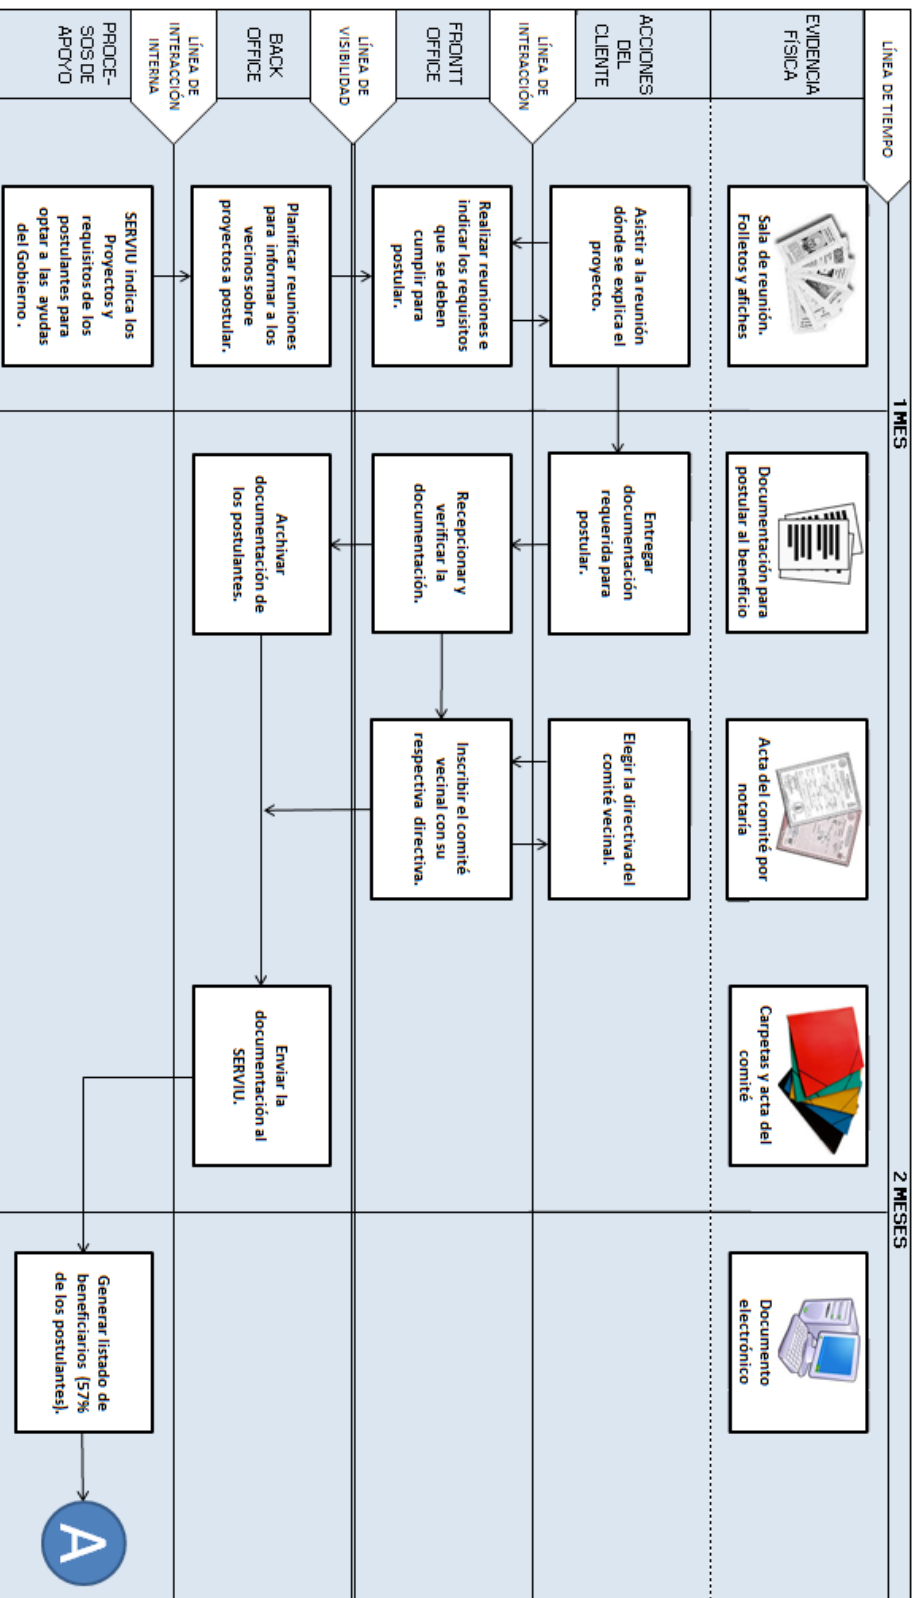 LÍNEA DE TIEMPO
1 MES
2 MESES
EVIDENCIA
FÍSICA
Sala de reunión.
Folletos y afiches
Documentación para
postular al beneficio
Acta del comité por
notaría
Carpetas y acta del
comité
Documento
electrónico
ACCIONES
DEL
CLIENTE
Asistir a la reunión
dónde se explica el
proyecto.
Entregar
documentación
requerida para
postular.
Elegir la directiva del
comité vecinal.
LÍNEA DE
INTERACCIÓN
FRONTT
OFFICE
Realizar reuniones e
indicar los requisitos
que se deben
cumplir para
postular.
Recepcionar y
verificar la
documentación.
Inscribir el comité
vecinal con su
respectiva directiva.
LÍNEA DE
VISIBILIDAD
BACK
OFFICE
Planificar reuniones
para informar a los
vecinos sobre
proyectos a postular.
Archivar
documentación de
los postulantes.
Enviar la
documentación al
SERVIU.
LÍNEA DE
INTERACCIÓN
INTERNA
PROCE-
SOS DE
APOYO
SERVIU indica los
Proyectos y
requisitos de los
postulantes para
optar a las ayudas
del Gobierno .
Generar listado de
beneficiarios (57%
de los postulantes).
A